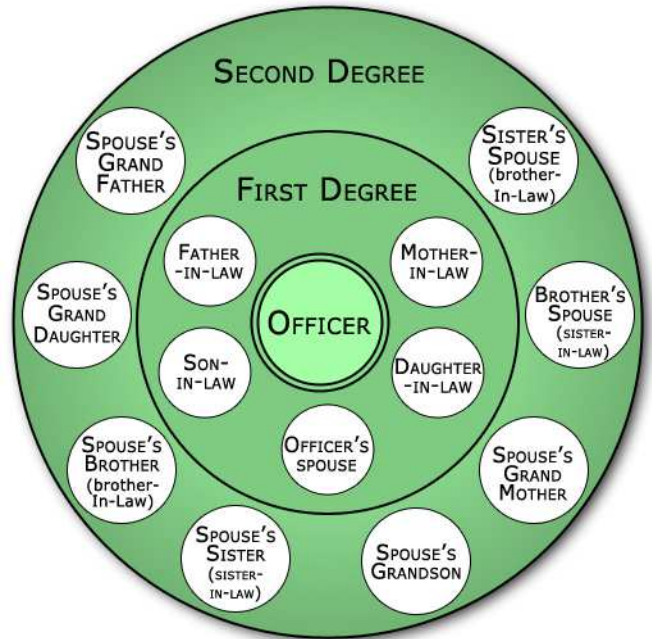 SECOND DEGREE
SPOUSE'S
GRAND
FATHER
SISTER'S
SPOUSE
(brother-
In-Law)
FIRST DEGREE
FATHER
-IN-LAW
MOTHER-
IN-LAW
SPOUSE'S
GRAND
DAUGHTER
OFFICER
BROTHER'S
SPOUSE
(SISTER-
IN-LAW)
SON-
IN-LAW
DAUGHTER
-IN-LAW
OFFICER'S
SPOUSE
SPOUSE'S
BROTHER
(brother-
In-Law)
SPOUSE'S
GRAND
MOTHER
SPOUSE'S
SISTER
(SISTER-
IN-LAW)
SPOUSE'S
GRANDSON